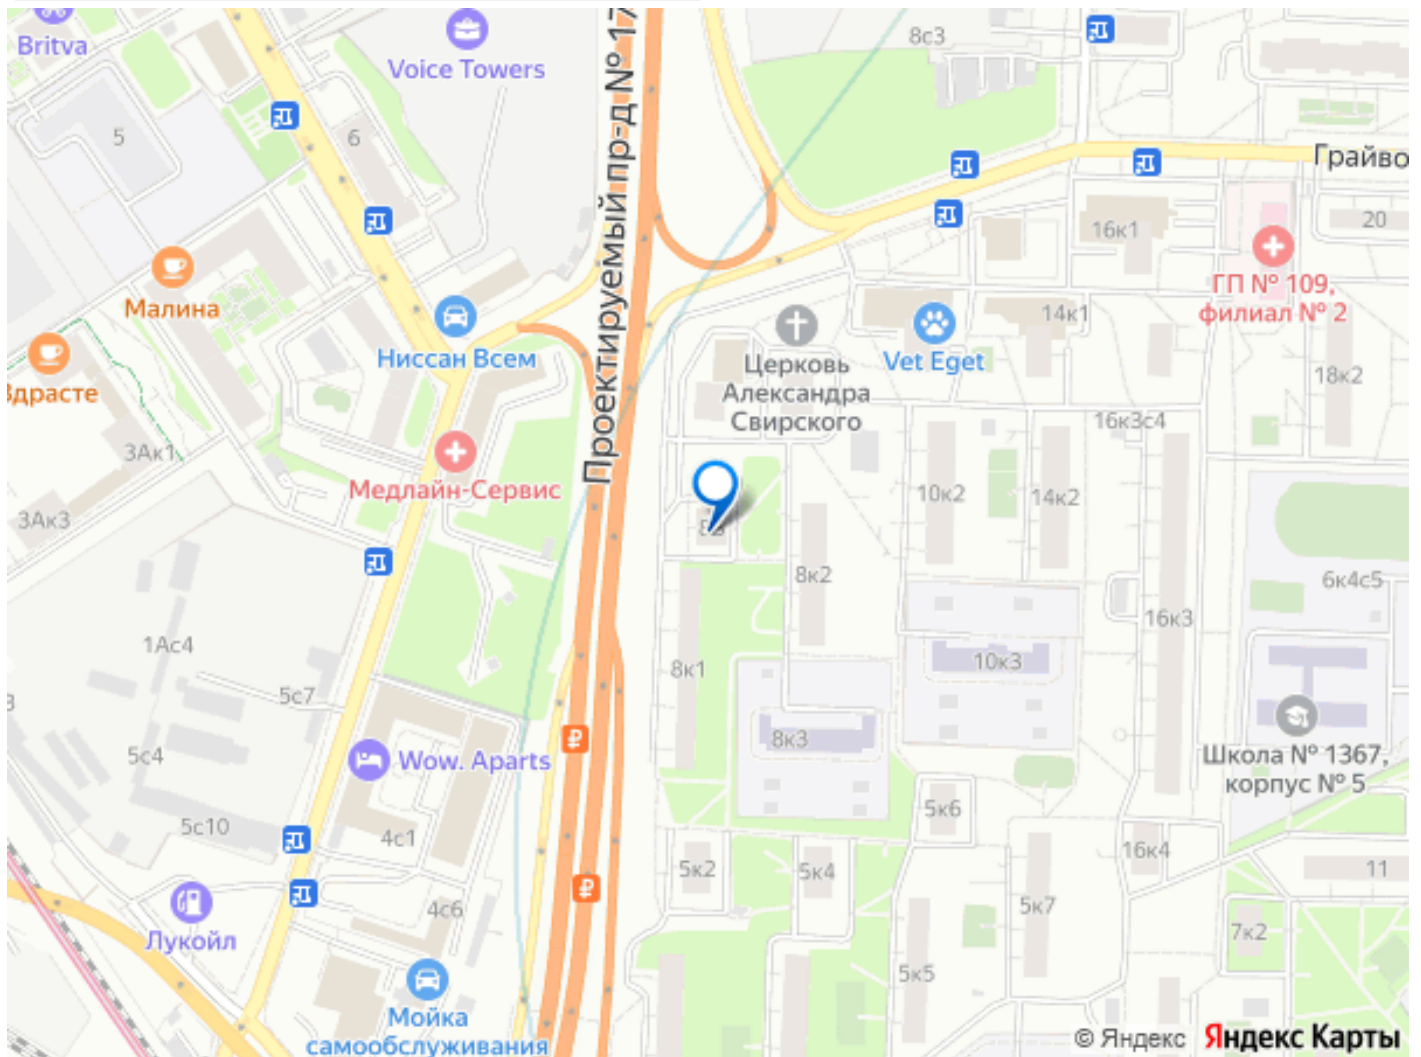 Britva
Voice Towers
8с3
5
6
Проектируемый пр-д № 17
Грайво
20
16к1
ГП № 109,
филиал № 2
Малина
Ниссан Всем
14к1
Vet Eget
Церковь
Александра
Свирского
18к2
Здрасте
16к3с4
3Ак1
Медлайн-Сервис
10к2
14к2
3Ак3
8к2
6к4с5
16к3
1Ас4
8к1
10к3
5с7
8к3
5с4
Wow. Aparts
Школа № 1367,
корпус № 5
5с10
4с1
5к6
16к4
5к2
5к4
11
4с6
5к7
Лукойл
7к2
5к5
Мойка
самообслуживания
© Яндекс Яндекс Карты